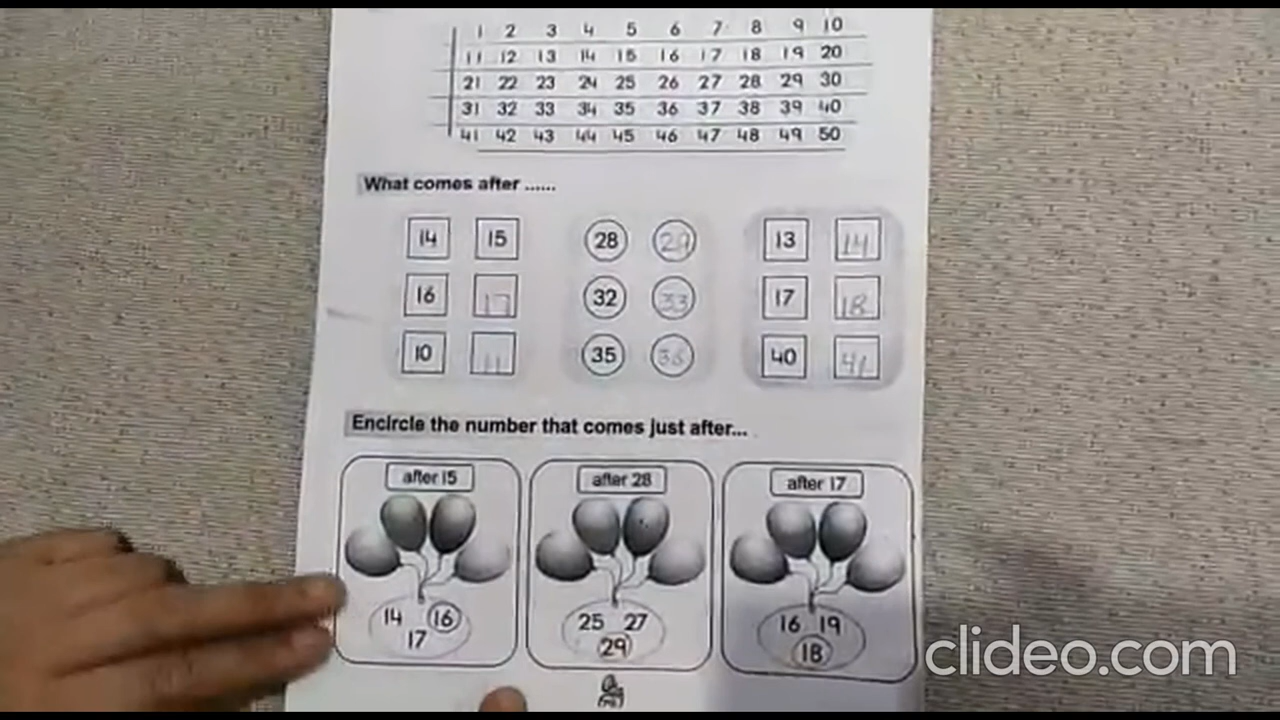 1 2 3 4 5 6 7 8 9 10
11 12 13 14 15 16 17 18 19 20
21 22 23 24 25 26 27 28 29 30
31 32 33 34 35 36 37 38 39 40
41 42 43 44 45 46 47 48 49 50
What comes after ......
14 15 28 29 13 14
16 17 32 33 17 18
10 11 35 36 40 41
Encircle the number that comes just after...
after 15 after 28 after 17
14 16 25 27 16 19
17 29 18
clideo.com